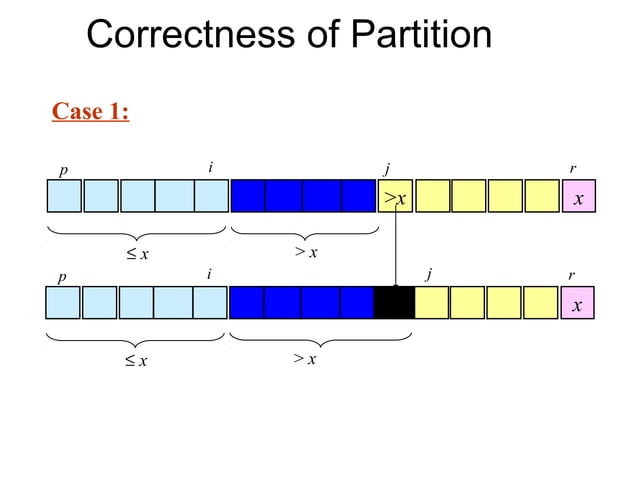 Correctness of Partition
Case 1:
p i j r
>x x
≤ x > x
p i j r
x
≤ x > x